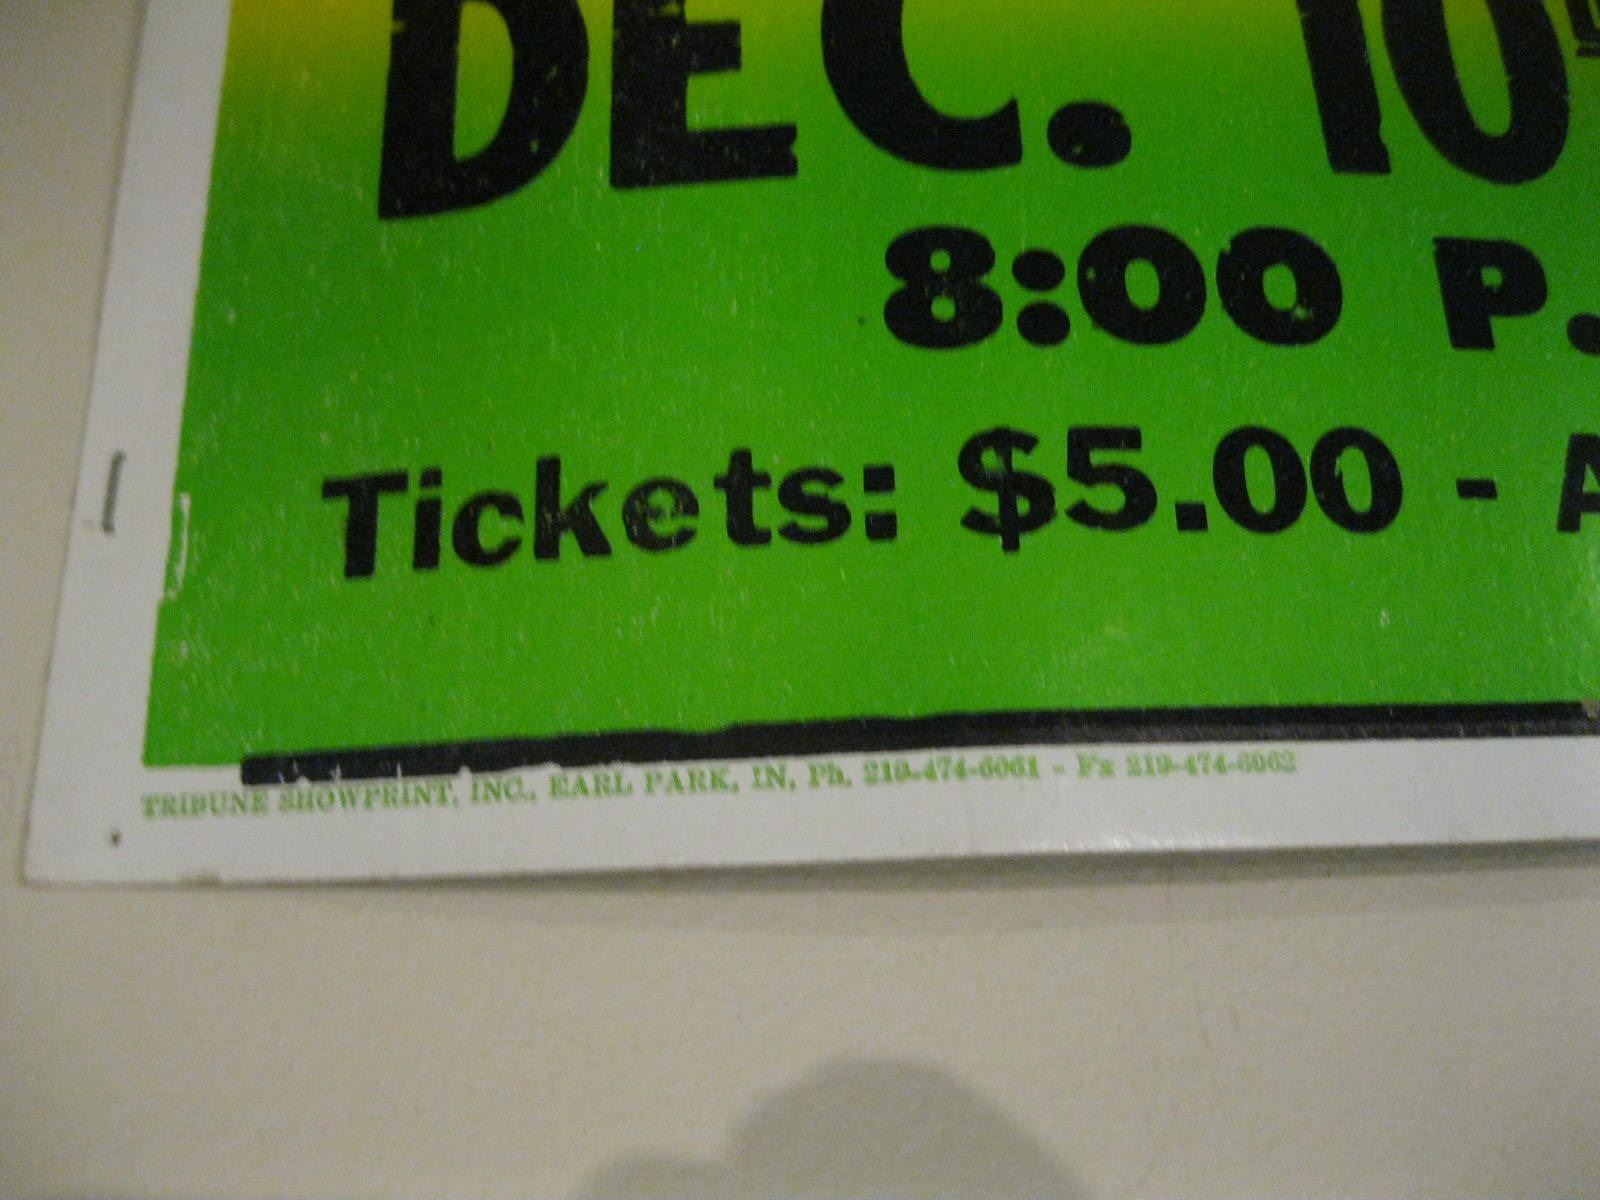 DEC. 10
8:00 P.
Tickets: $5.00 - A
TRIBUNE SHOWPRINT, INC., EARL PARK, IN, Ph. 219-474-6061 - Fx 219-474-6062